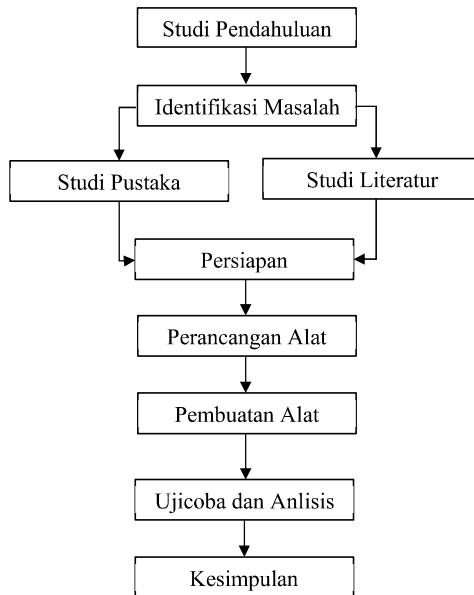 Studi Pendahuluan
Identifikasi Masalah
Studi Pustaka
Studi Literatur
Persiapan
Perancangan Alat
Pembuatan Alat
Ujicoba dan Anlisis
Kesimpulan